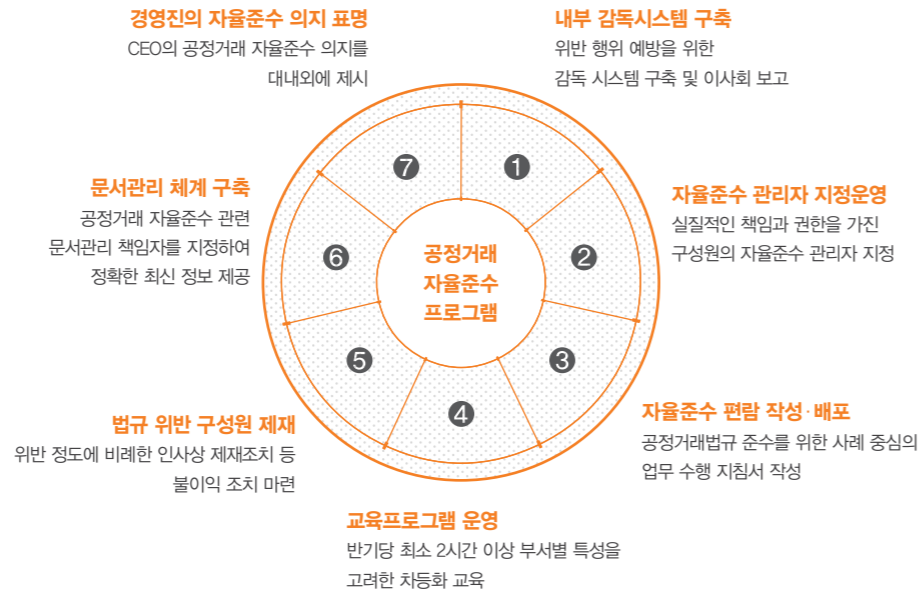 경영진의 자율준수 의지 표명
CEO의 공정거래 자율준수 의지를
대내외에 제시
내부 감독시스템 구축
위반 행위 예방을 위한
감독 시스템 구축 및 이사회 보고
자율준수 관리자 지정운영
실질적인 책임과 권한을 가진
구성원의 자율준수 관리자 지정
자율준수 편람 작성·배포
공정거래법규 준수를 위한 사례 중심의
업무 수행 지침서 작성
교육프로그램 운영
반기당 최소 2시간 이상 부서별 특성을
고려한 차등화 교육
법규 위반 구성원 제재
위반 정도에 비례한 인사상 제재조치 등
불이익 조치 마련
문서관리 체계 구축
공정거래 자율준수 관련
문서관리 책임자를 지정하여
정확한 최신 정보 제공
공정거래
자율준수
프로그램
❶
❷
❸
❹
❺
❻
❼